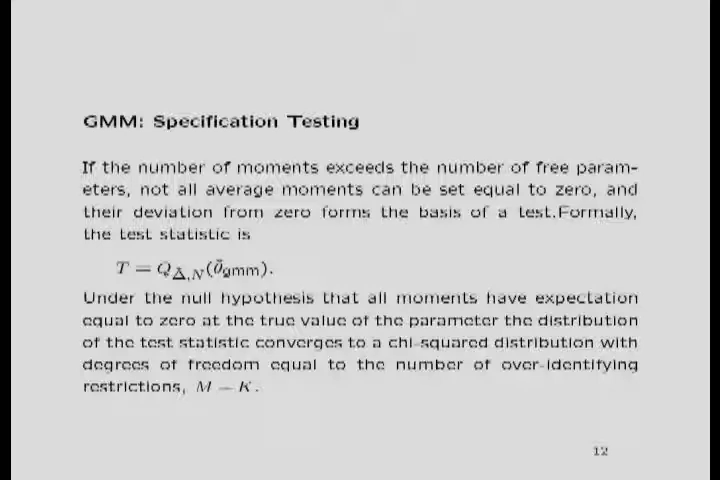 GMM: Specification Testing
If the number of moments exceeds the number of free param-
eters, not all average moments can be set equal to zero, and
their deviation from zero forms the basis of a test.Formally,
the test statistic is
T = Q_{Δ̂,N}(θ̂_gmm).
Under the null hypothesis that all moments have expectation
equal to zero at the true value of the parameter the distribution
of the test statistic converges to a chi-squared distribution with
degrees of freedom equal to the number of over-identifying
restrictions, M − K.
12